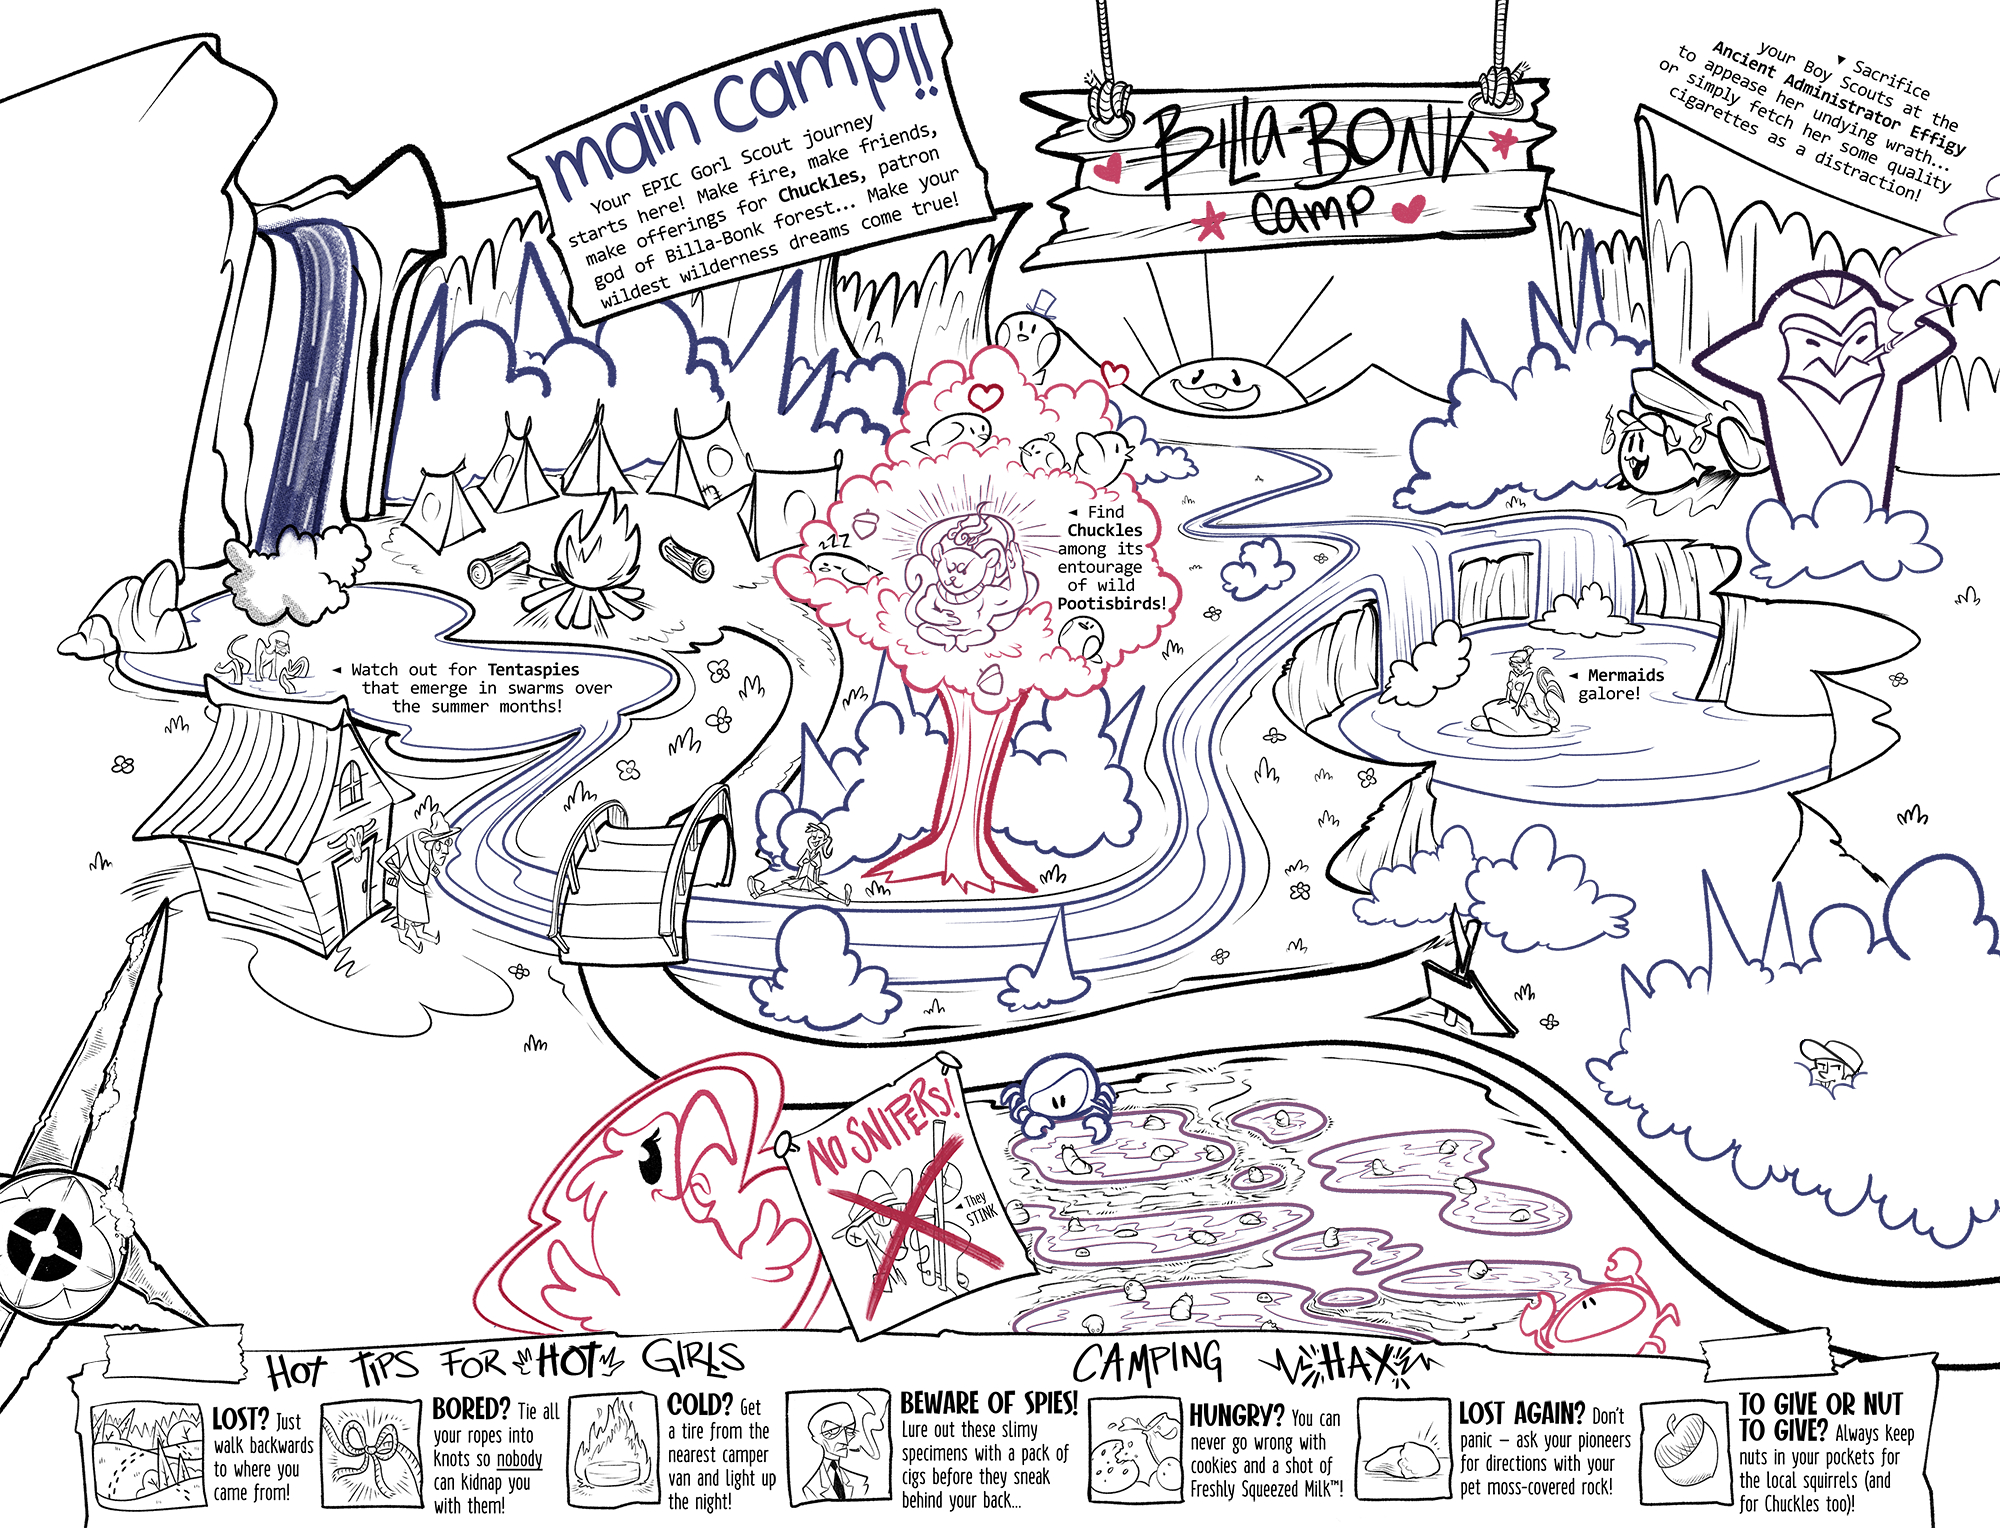 main camp!!
Your EPIC Gorl Scout journey
starts here! Make fire, make friends,
make offerings for Chuckles, patron
god of Billa-Bonk forest... Make your
wildest wilderness dreams come true!
BILLA-BONK
camp
▼ Sacrifice
your Boy Scouts at the
Ancient Administrator Effigy
to appease her undying wrath...
or simply fetch her some quality
cigarettes as a distraction!
zzz
◄ Find
Chuckles
among its
entourage
of wild
Pootisbirds!
◄ Watch out for Tentaspies
that emerge in swarms over
the summer months!
◄ Mermaids
galore!
NO SNIPERS!
◄ They
STINK
HOT TIPS FOR HOT GIRLS
CAMPING HAX
LOST? Just
walk backwards
to where you
came from!
BORED? Tie all
your ropes into
knots so nobody
can kidnap you
with them!
COLD? Get
a tire from the
nearest camper
van and light up
the night!
BEWARE OF SPIES!
Lure out these slimy
specimens with a pack of
cigs before they sneak
behind your back...
HUNGRY? You can
never go wrong with
cookies and a shot of
Freshly Squeezed Milk™!
LOST AGAIN? Don't
panic – ask your pioneers
for directions with your
pet moss-covered rock!
TO GIVE OR NUT
TO GIVE? Always keep
nuts in your pockets for
the local squirrels (and
for Chuckles too)!